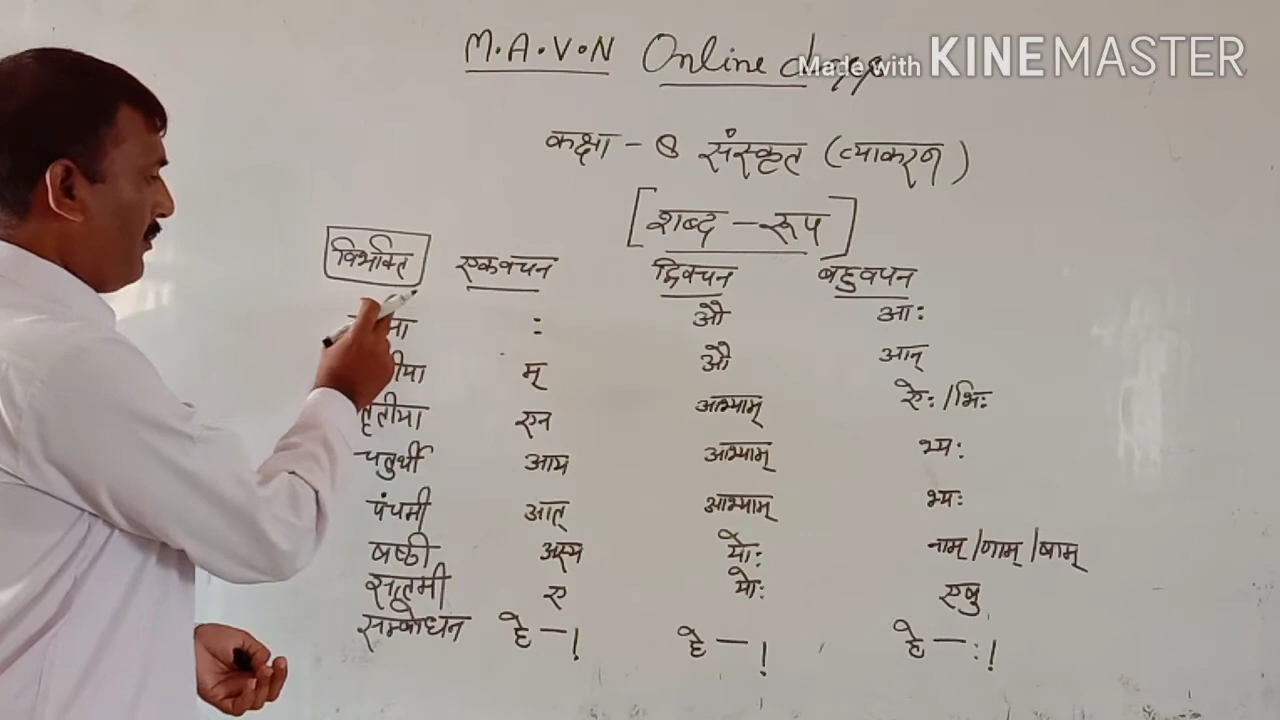 M.A.V.N Online
Made with KINEMASTER
कक्षा - 8 संस्कृत (व्याकरण)
[शब्द - रूप]
विभक्ति एकवचन द्विवचन बहुवचन
: औ आः
म् औ आन्
तृतीया एन आभ्याम् ऐः/भिः
चतुर्थी आय आभ्याम् भ्यः
पंचमी आत् आभ्याम् भ्यः
षष्ठी अस्य योः नाम्/णाम्/षाम्
सप्तमी ए योः एषु
सम्बोधन हे —! हे —! हे —:!